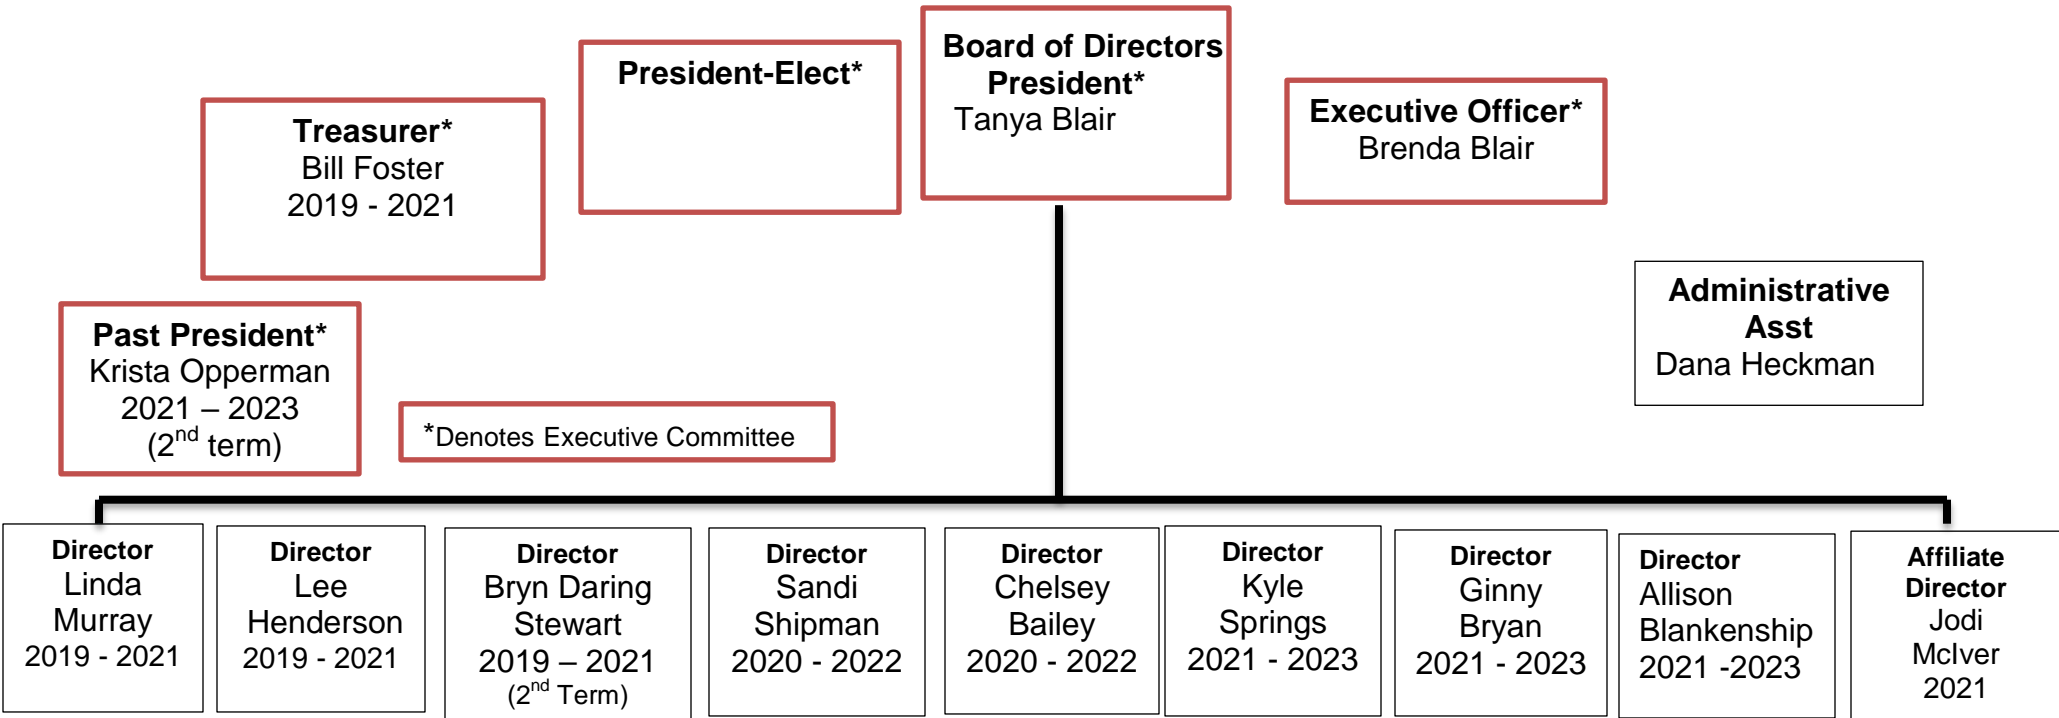 Board of Directors
President*
Tanya Blair
President-Elect*
Treasurer*
Bill Foster
2019 - 2021
Executive Officer*
Brenda Blair
Administrative
Asst
Dana Heckman
Past President*
Krista Opperman
2021 – 2023
(2nd term)
*Denotes Executive Committee
Director
Linda
Murray
2019 - 2021
Director
Lee
Henderson
2019 - 2021
Director
Bryn Daring
Stewart
2019 – 2021
(2nd Term)
Director
Sandi
Shipman
2020 - 2022
Director
Chelsey
Bailey
2020 - 2022
Director
Kyle
Springs
2021 - 2023
Director
Ginny
Bryan
2021 - 2023
Director
Allison
Blankenship
2021 -2023
Affiliate
Director
Jodi
McIver
2021